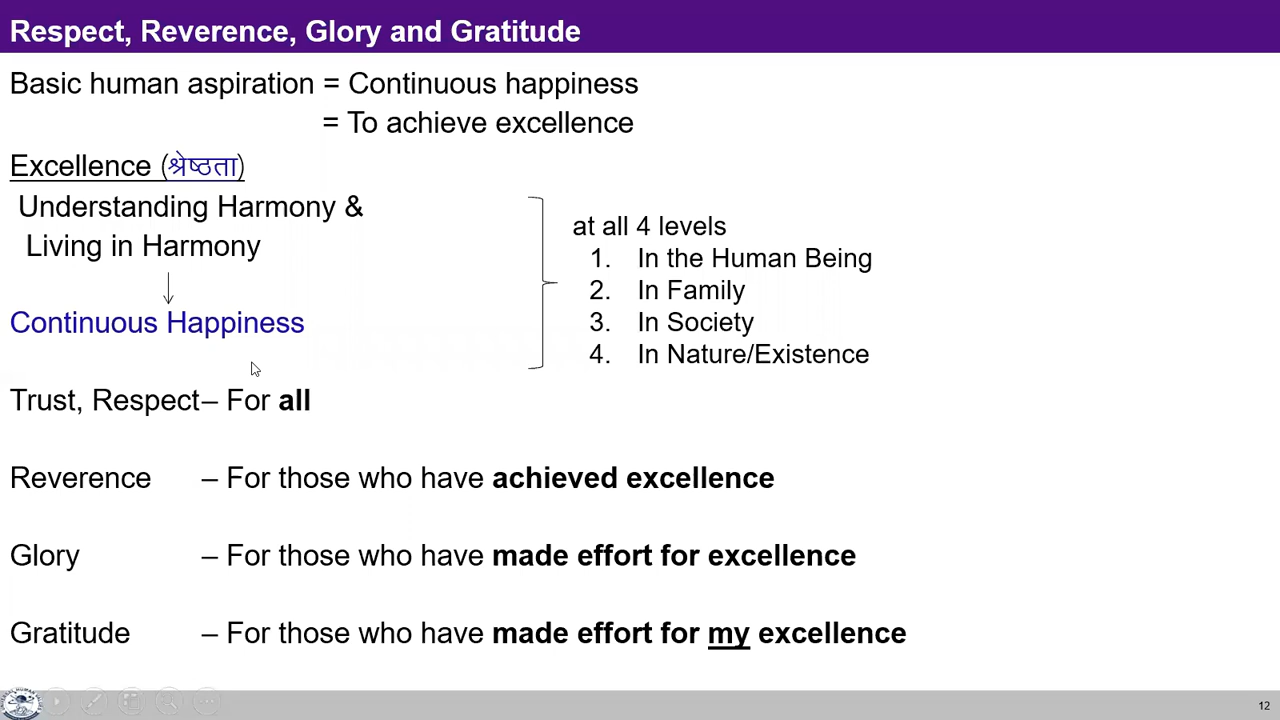 Respect, Reverence, Glory and Gratitude
Basic human aspiration = Continuous happiness
= To achieve excellence
Excellence (श्रेष्ठता)
Understanding Harmony &
Living in Harmony
Continuous Happiness
at all 4 levels
1. In the Human Being
2. In Family
3. In Society
4. In Nature/Existence
Trust, Respect– For all
Reverence – For those who have achieved excellence
Glory – For those who have made effort for excellence
Gratitude – For those who have made effort for my excellence
12